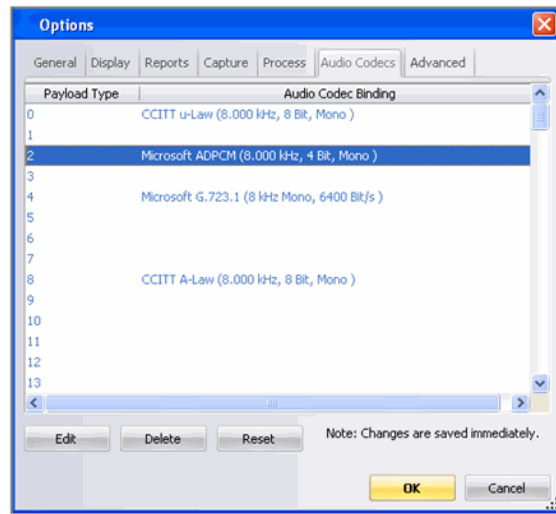 Options
General Display Reports Capture Process Audio Codecs Advanced
Payload Type Audio Codec Binding
0 CCITT u-Law (8.000 kHz, 8 Bit, Mono )
1
2 Microsoft ADPCM (8.000 kHz, 4 Bit, Mono )
3
4 Microsoft G.723.1 (8 kHz Mono, 6400 Bit/s )
5
6
7
8 CCITT A-Law (8.000 kHz, 8 Bit, Mono )
9
10
11
12
13
Edit Delete Reset Note: Changes are saved immediately.
OK Cancel